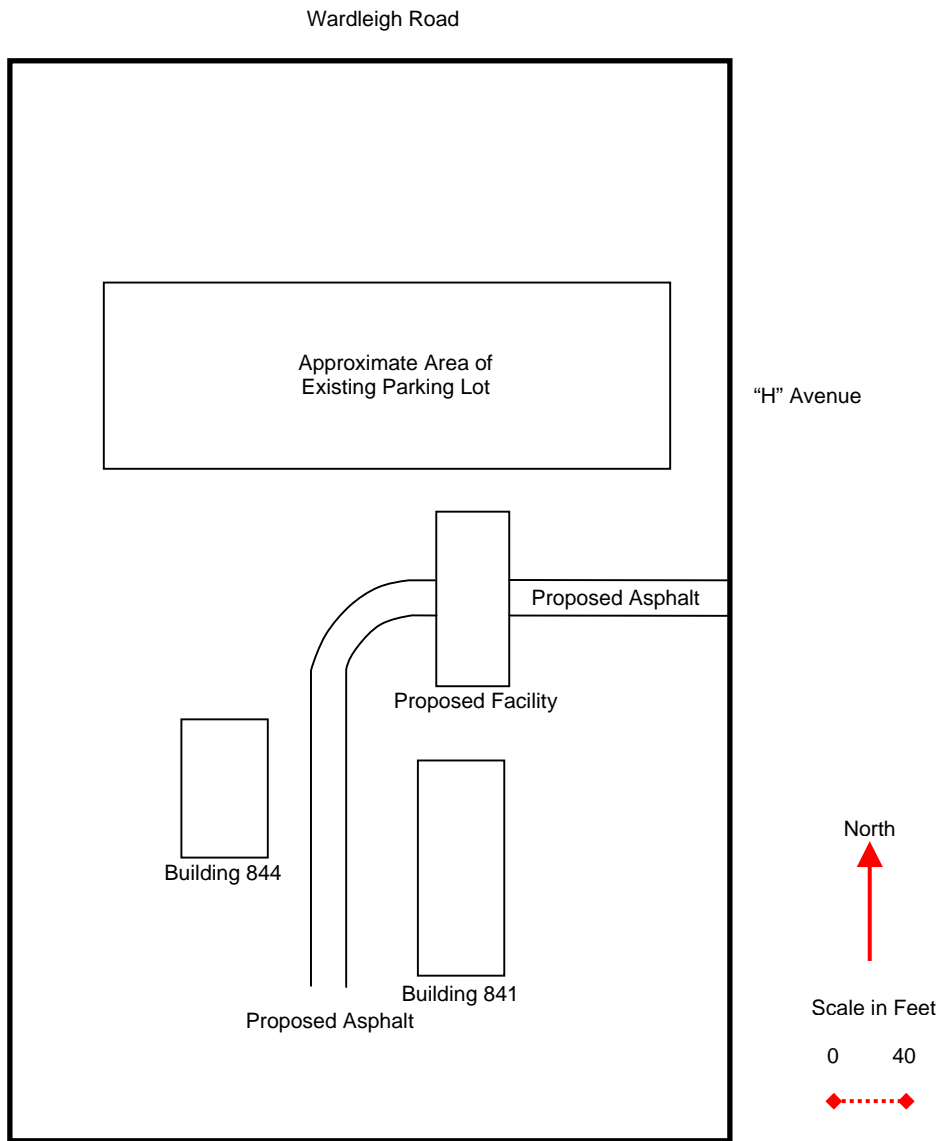 Wardleigh Road
Approximate Area of
Existing Parking Lot
“H” Avenue
Proposed Asphalt
Proposed Facility
Building 844
North
Building 841
Proposed Asphalt
Scale in Feet
0 40